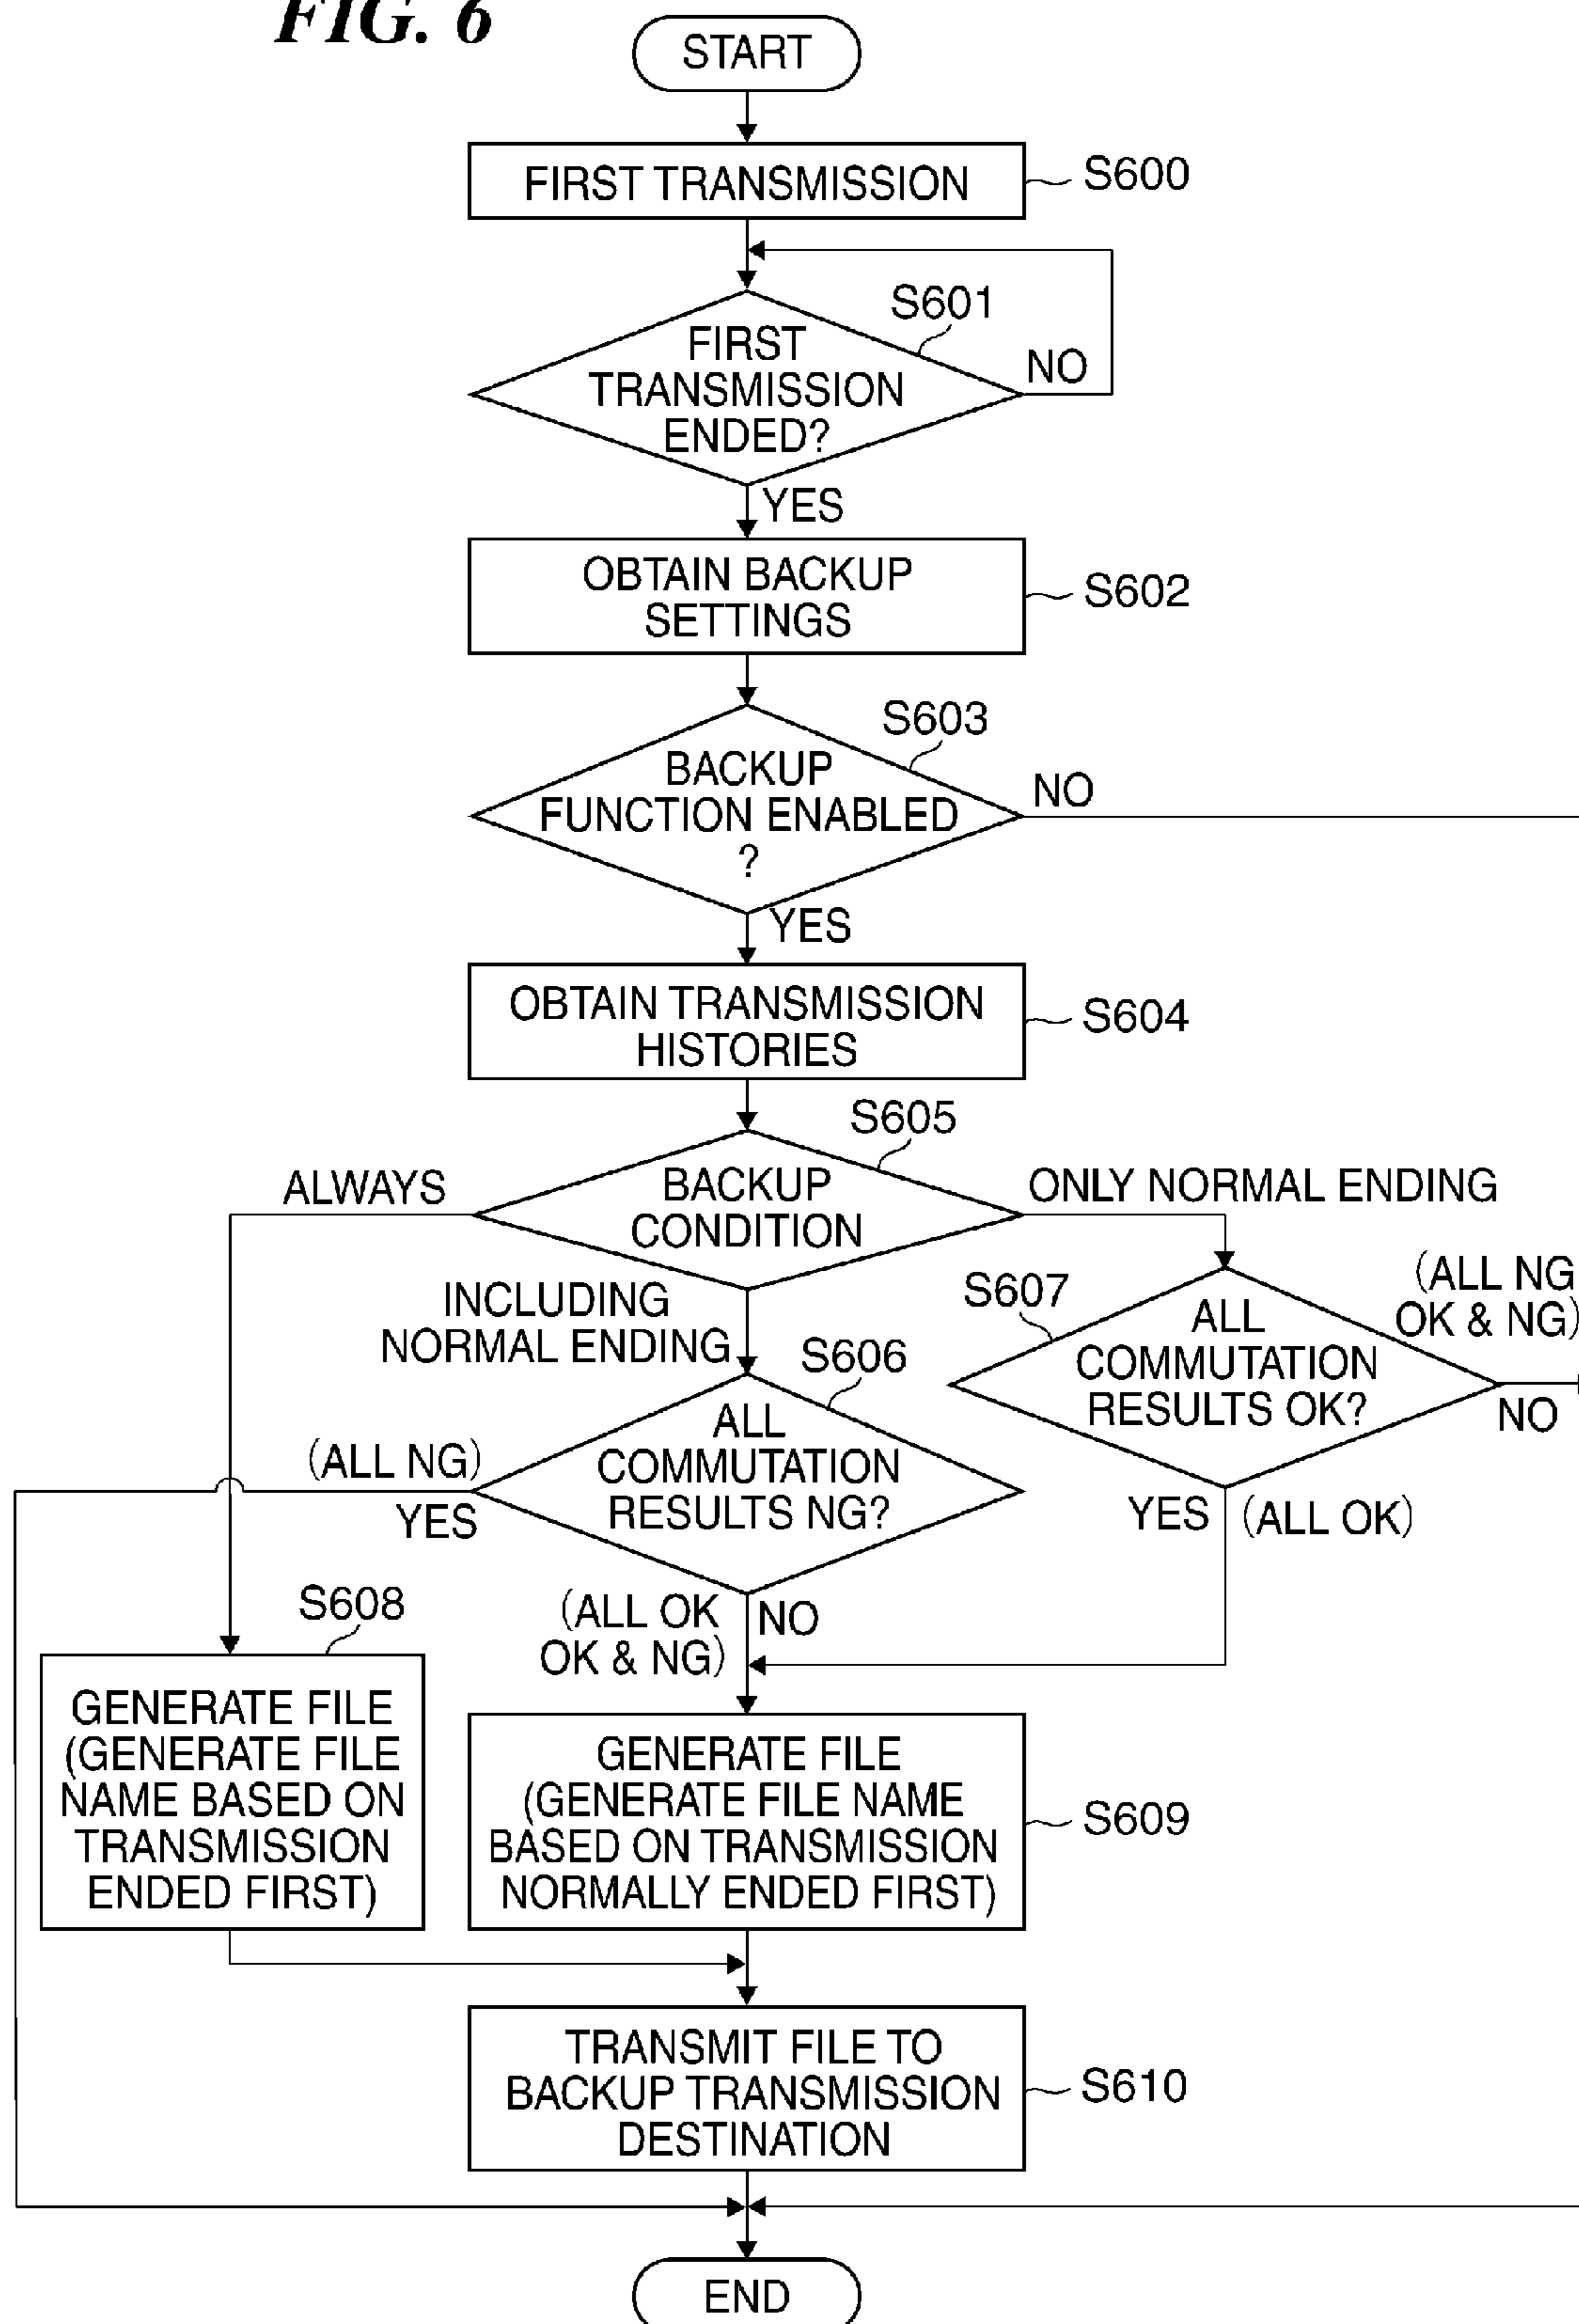 FIG. 6
START
FIRST TRANSMISSION
S600
S601
FIRST
TRANSMISSION
ENDED?
NO
YES
OBTAIN BACKUP
SETTINGS
S602
S603
BACKUP
FUNCTION ENABLED
?
NO
YES
OBTAIN TRANSMISSION
HISTORIES
S604
S605
BACKUP
CONDITION
ALWAYS
ONLY NORMAL ENDING
INCLUDING
NORMAL ENDING
S606
ALL
COMMUTATION
RESULTS NG?
(ALL NG)
YES
(ALL OK
OK & NG)
NO
S607
ALL
COMMUTATION
RESULTS OK?
(ALL NG
OK & NG)
NO
YES
(ALL OK)
S608
GENERATE FILE
(GENERATE FILE
NAME BASED ON
TRANSMISSION
ENDED FIRST)
GENERATE FILE
(GENERATE FILE NAME
BASED ON TRANSMISSION
NORMALLY ENDED FIRST)
S609
TRANSMIT FILE TO
BACKUP TRANSMISSION
DESTINATION
S610
END